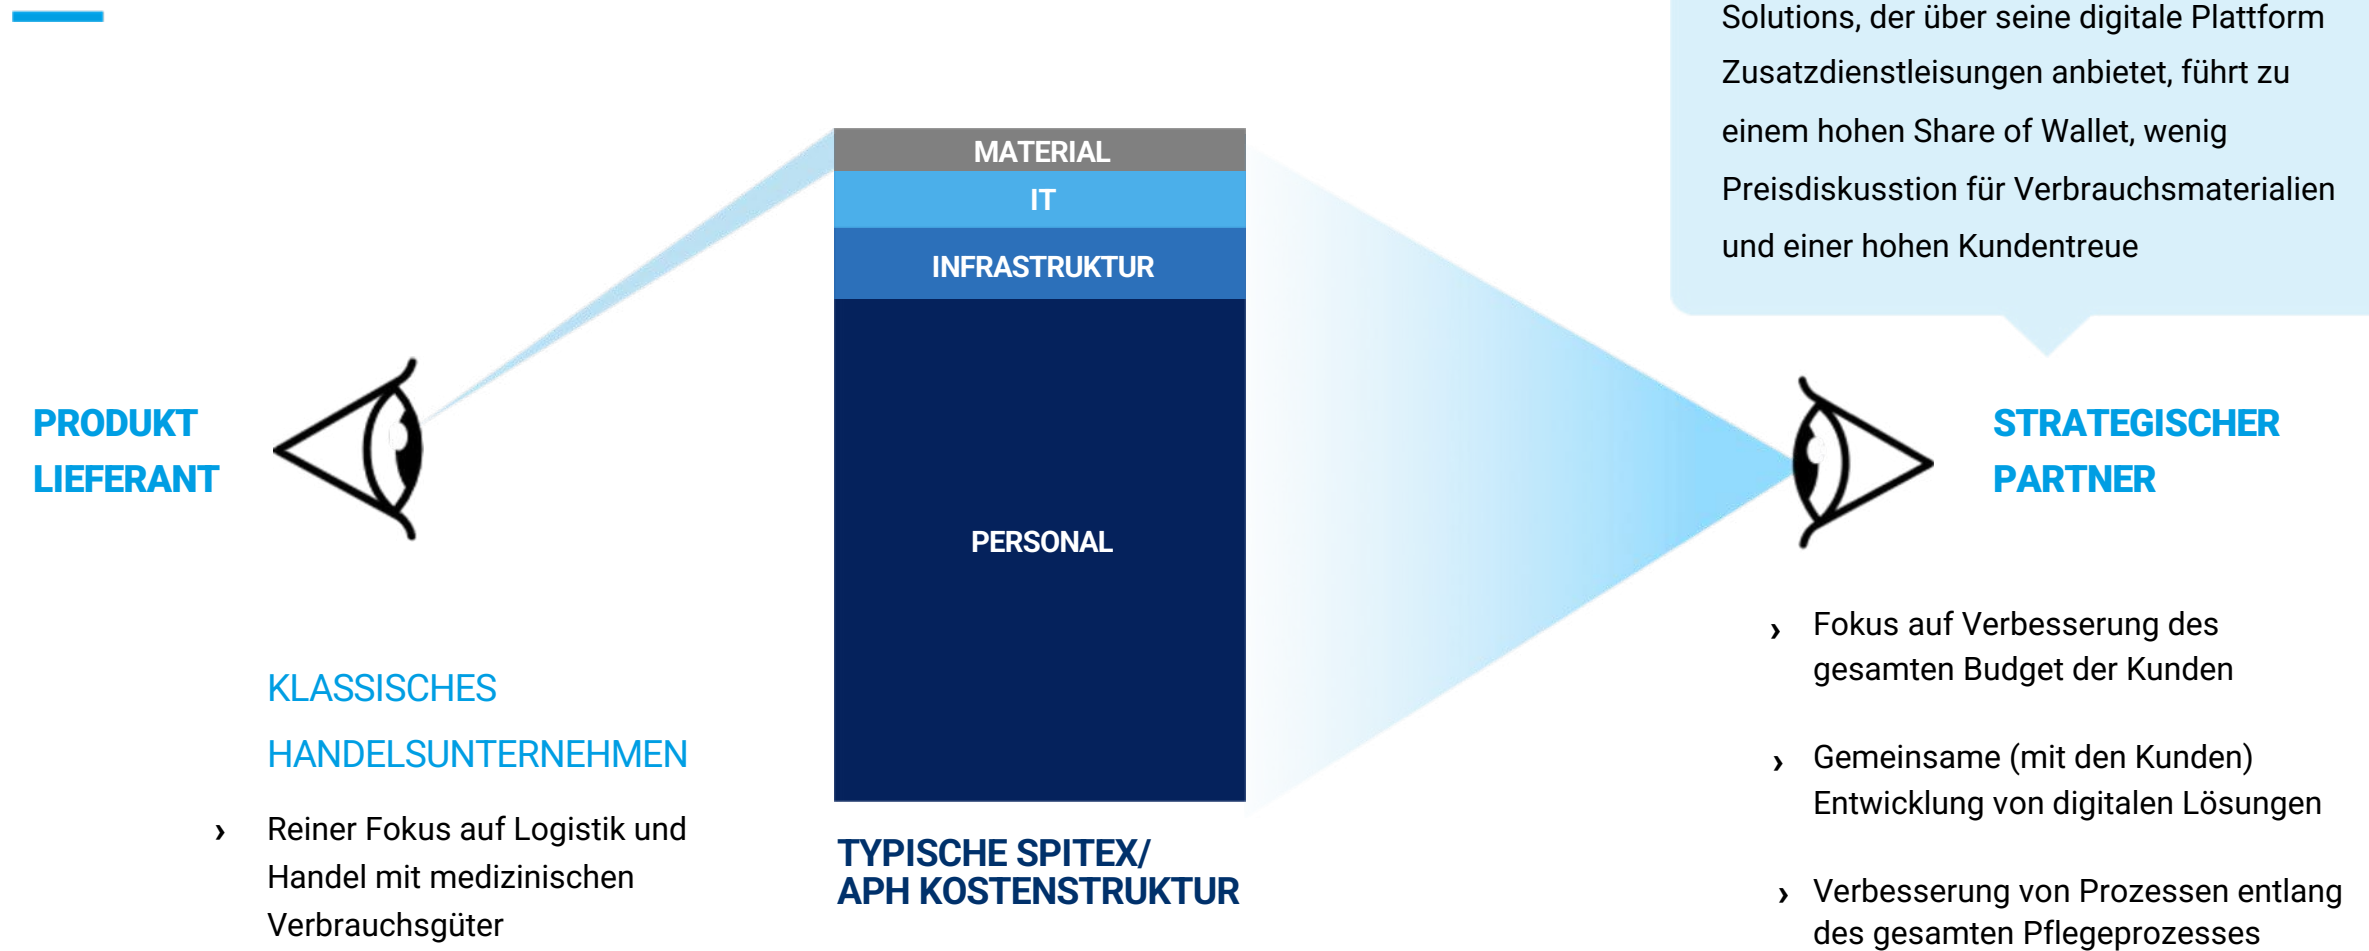 Solutions, der über seine digitale Plattform
Zusatzdienstleisungen anbietet, führt zu
einem hohen Share of Wallet, wenig
Preisdiskusstion für Verbrauchsmaterialien
und einer hohen Kundentreue
MATERIAL
IT
INFRASTRUKTUR
PERSONAL
TYPISCHE SPITEX/
APH KOSTENSTRUKTUR
PRODUKT
LIEFERANT
KLASSISCHES
HANDELSUNTERNEHMEN
› Reiner Fokus auf Logistik und
Handel mit medizinischen
Verbrauchsgüter
STRATEGISCHER
PARTNER
› Fokus auf Verbesserung des
gesamten Budget der Kunden
› Gemeinsame (mit den Kunden)
Entwicklung von digitalen Lösungen
› Verbesserung von Prozessen entlang
des gesamten Pflegeprozesses